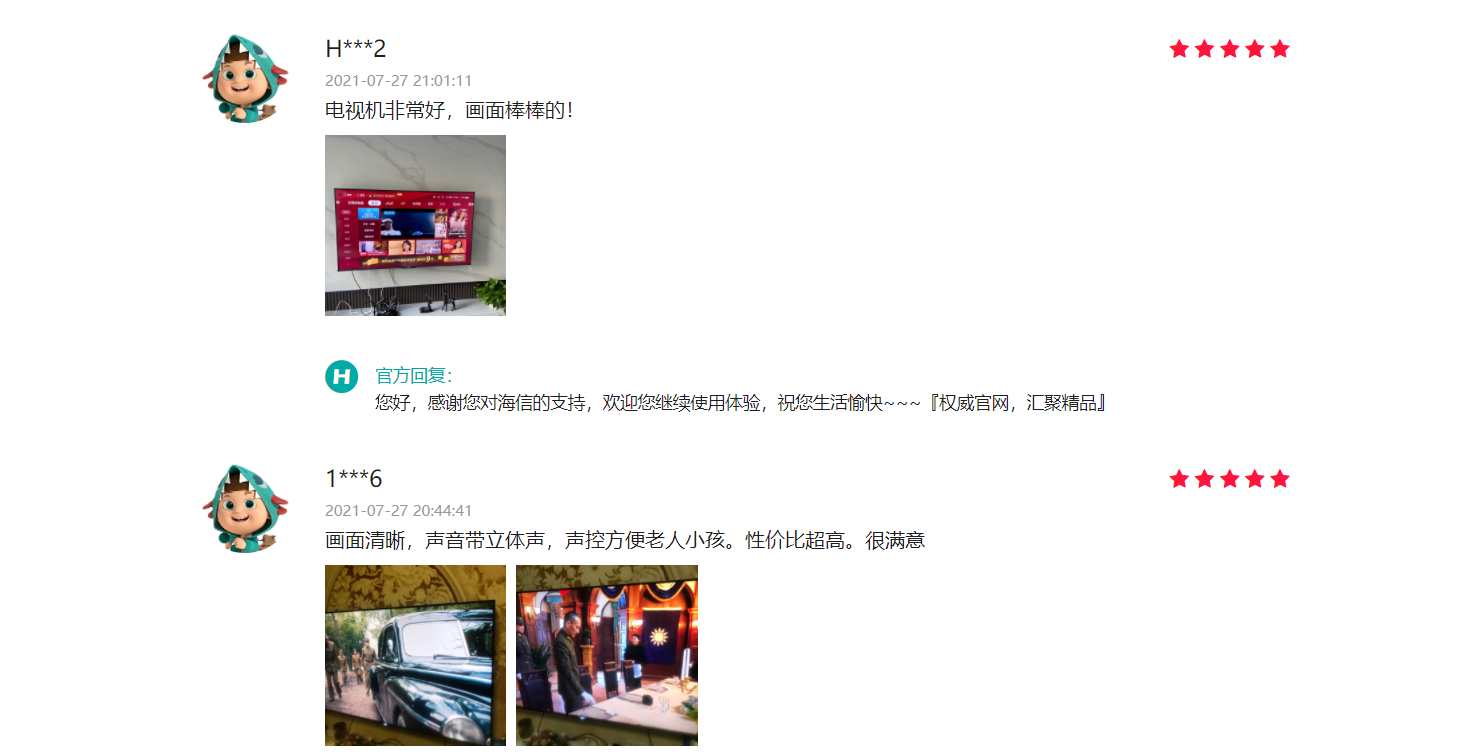 H***2
2021-07-27 21:01:11
电视机非常好，画面棒棒的！
H
官方回复：
您好，感谢您对海信的支持，欢迎您继续使用体验，祝您生活愉快~~~『权威官网，汇聚精品』
1***6
2021-07-27 20:44:41
画面清晰，声音带立体声，声控方便老人小孩。性价比超高。很满意